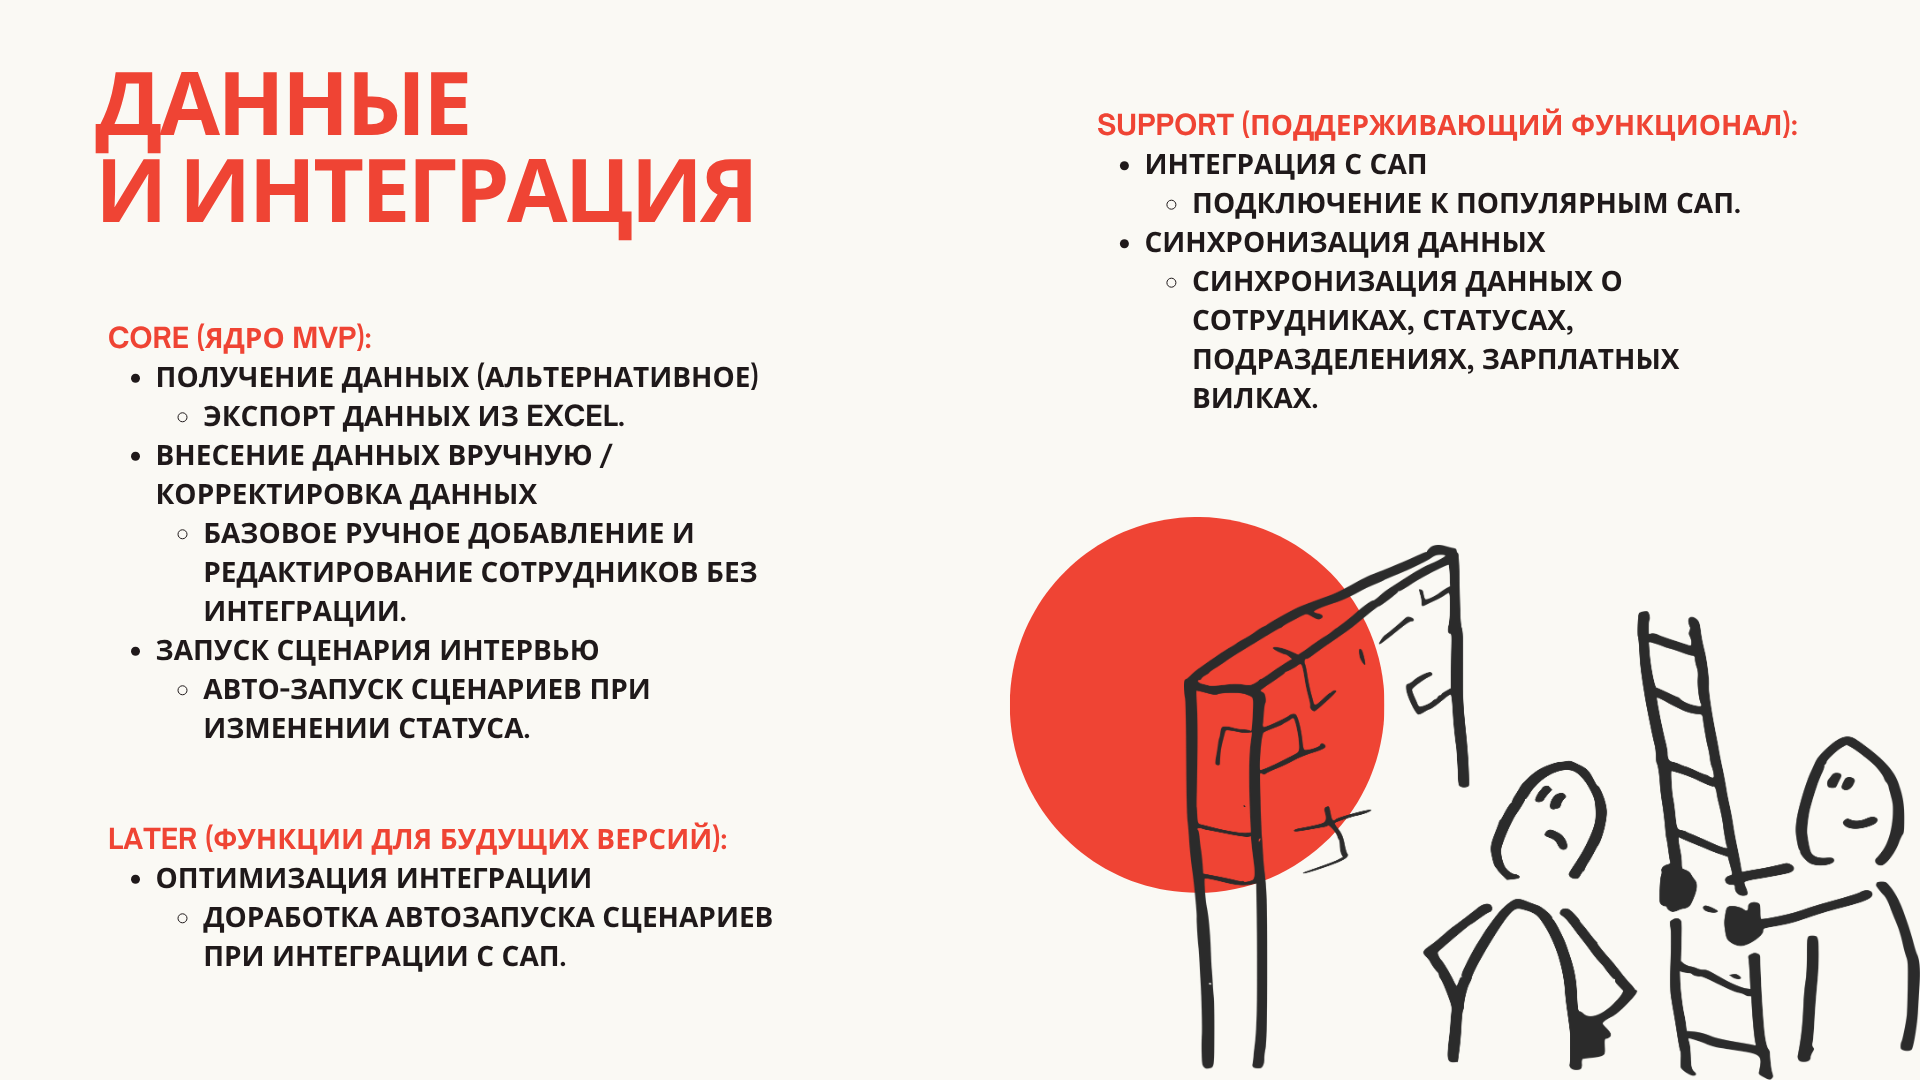 ДАННЫЕ
И ИНТЕГРАЦИЯ
CORE (ЯДРО MVP):
• ПОЛУЧЕНИЕ ДАННЫХ (АЛЬТЕРНАТИВНОЕ)
◦ ЭКСПОРТ ДАННЫХ ИЗ EXCEL.
• ВНЕСЕНИЕ ДАННЫХ ВРУЧНУЮ /
КОРРЕКТИРОВКА ДАННЫХ
◦ БАЗОВОЕ РУЧНОЕ ДОБАВЛЕНИЕ И
РЕДАКТИРОВАНИЕ СОТРУДНИКОВ БЕЗ
ИНТЕГРАЦИИ.
• ЗАПУСК СЦЕНАРИЯ ИНТЕРВЬЮ
◦ АВТО-ЗАПУСК СЦЕНАРИЕВ ПРИ
ИЗМЕНЕНИИ СТАТУСА.
LATER (ФУНКЦИИ ДЛЯ БУДУЩИХ ВЕРСИЙ):
• ОПТИМИЗАЦИЯ ИНТЕГРАЦИИ
◦ ДОРАБОТКА АВТОЗАПУСКА СЦЕНАРИЕВ
ПРИ ИНТЕГРАЦИИ С САП.
SUPPORT (ПОДДЕРЖИВАЮЩИЙ ФУНКЦИОНАЛ):
• ИНТЕГРАЦИЯ С САП
◦ ПОДКЛЮЧЕНИЕ К ПОПУЛЯРНЫМ САП.
• СИНХРОНИЗАЦИЯ ДАННЫХ
◦ СИНХРОНИЗАЦИЯ ДАННЫХ О
СОТРУДНИКАХ, СТАТУСАХ,
ПОДРАЗДЕЛЕНИЯХ, ЗАРПЛАТНЫХ
ВИЛКАХ.